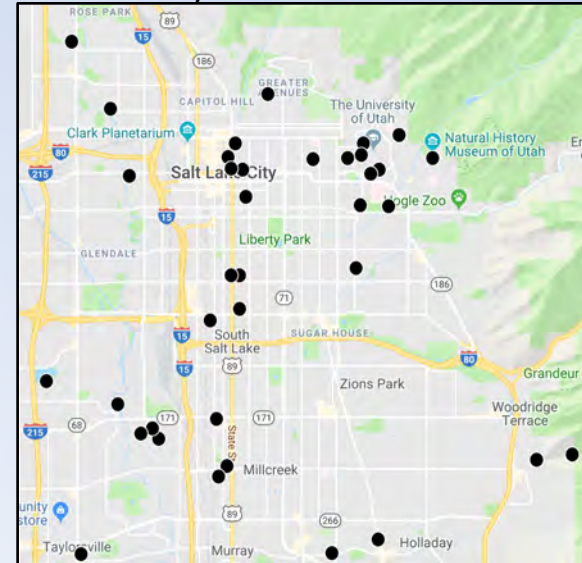 ROSE PARK
89
15
186
GREATER
AVENUES
CAPITOL HILL
The University
of Utah
Clark Planetarium
Natural History
Museum of Utah
80
215
Salt Lake City
Hogle Zoo
15
Liberty Park
GLENDALE
186
71
15
SUGAR HOUSE
South
Salt Lake
80
15
89
Grandeur
Zions Park
Woodridge
Terrace
171
171
68
215
State St
Millcreek
unity
store
89
266
Taylorsville
Murray
Holladay